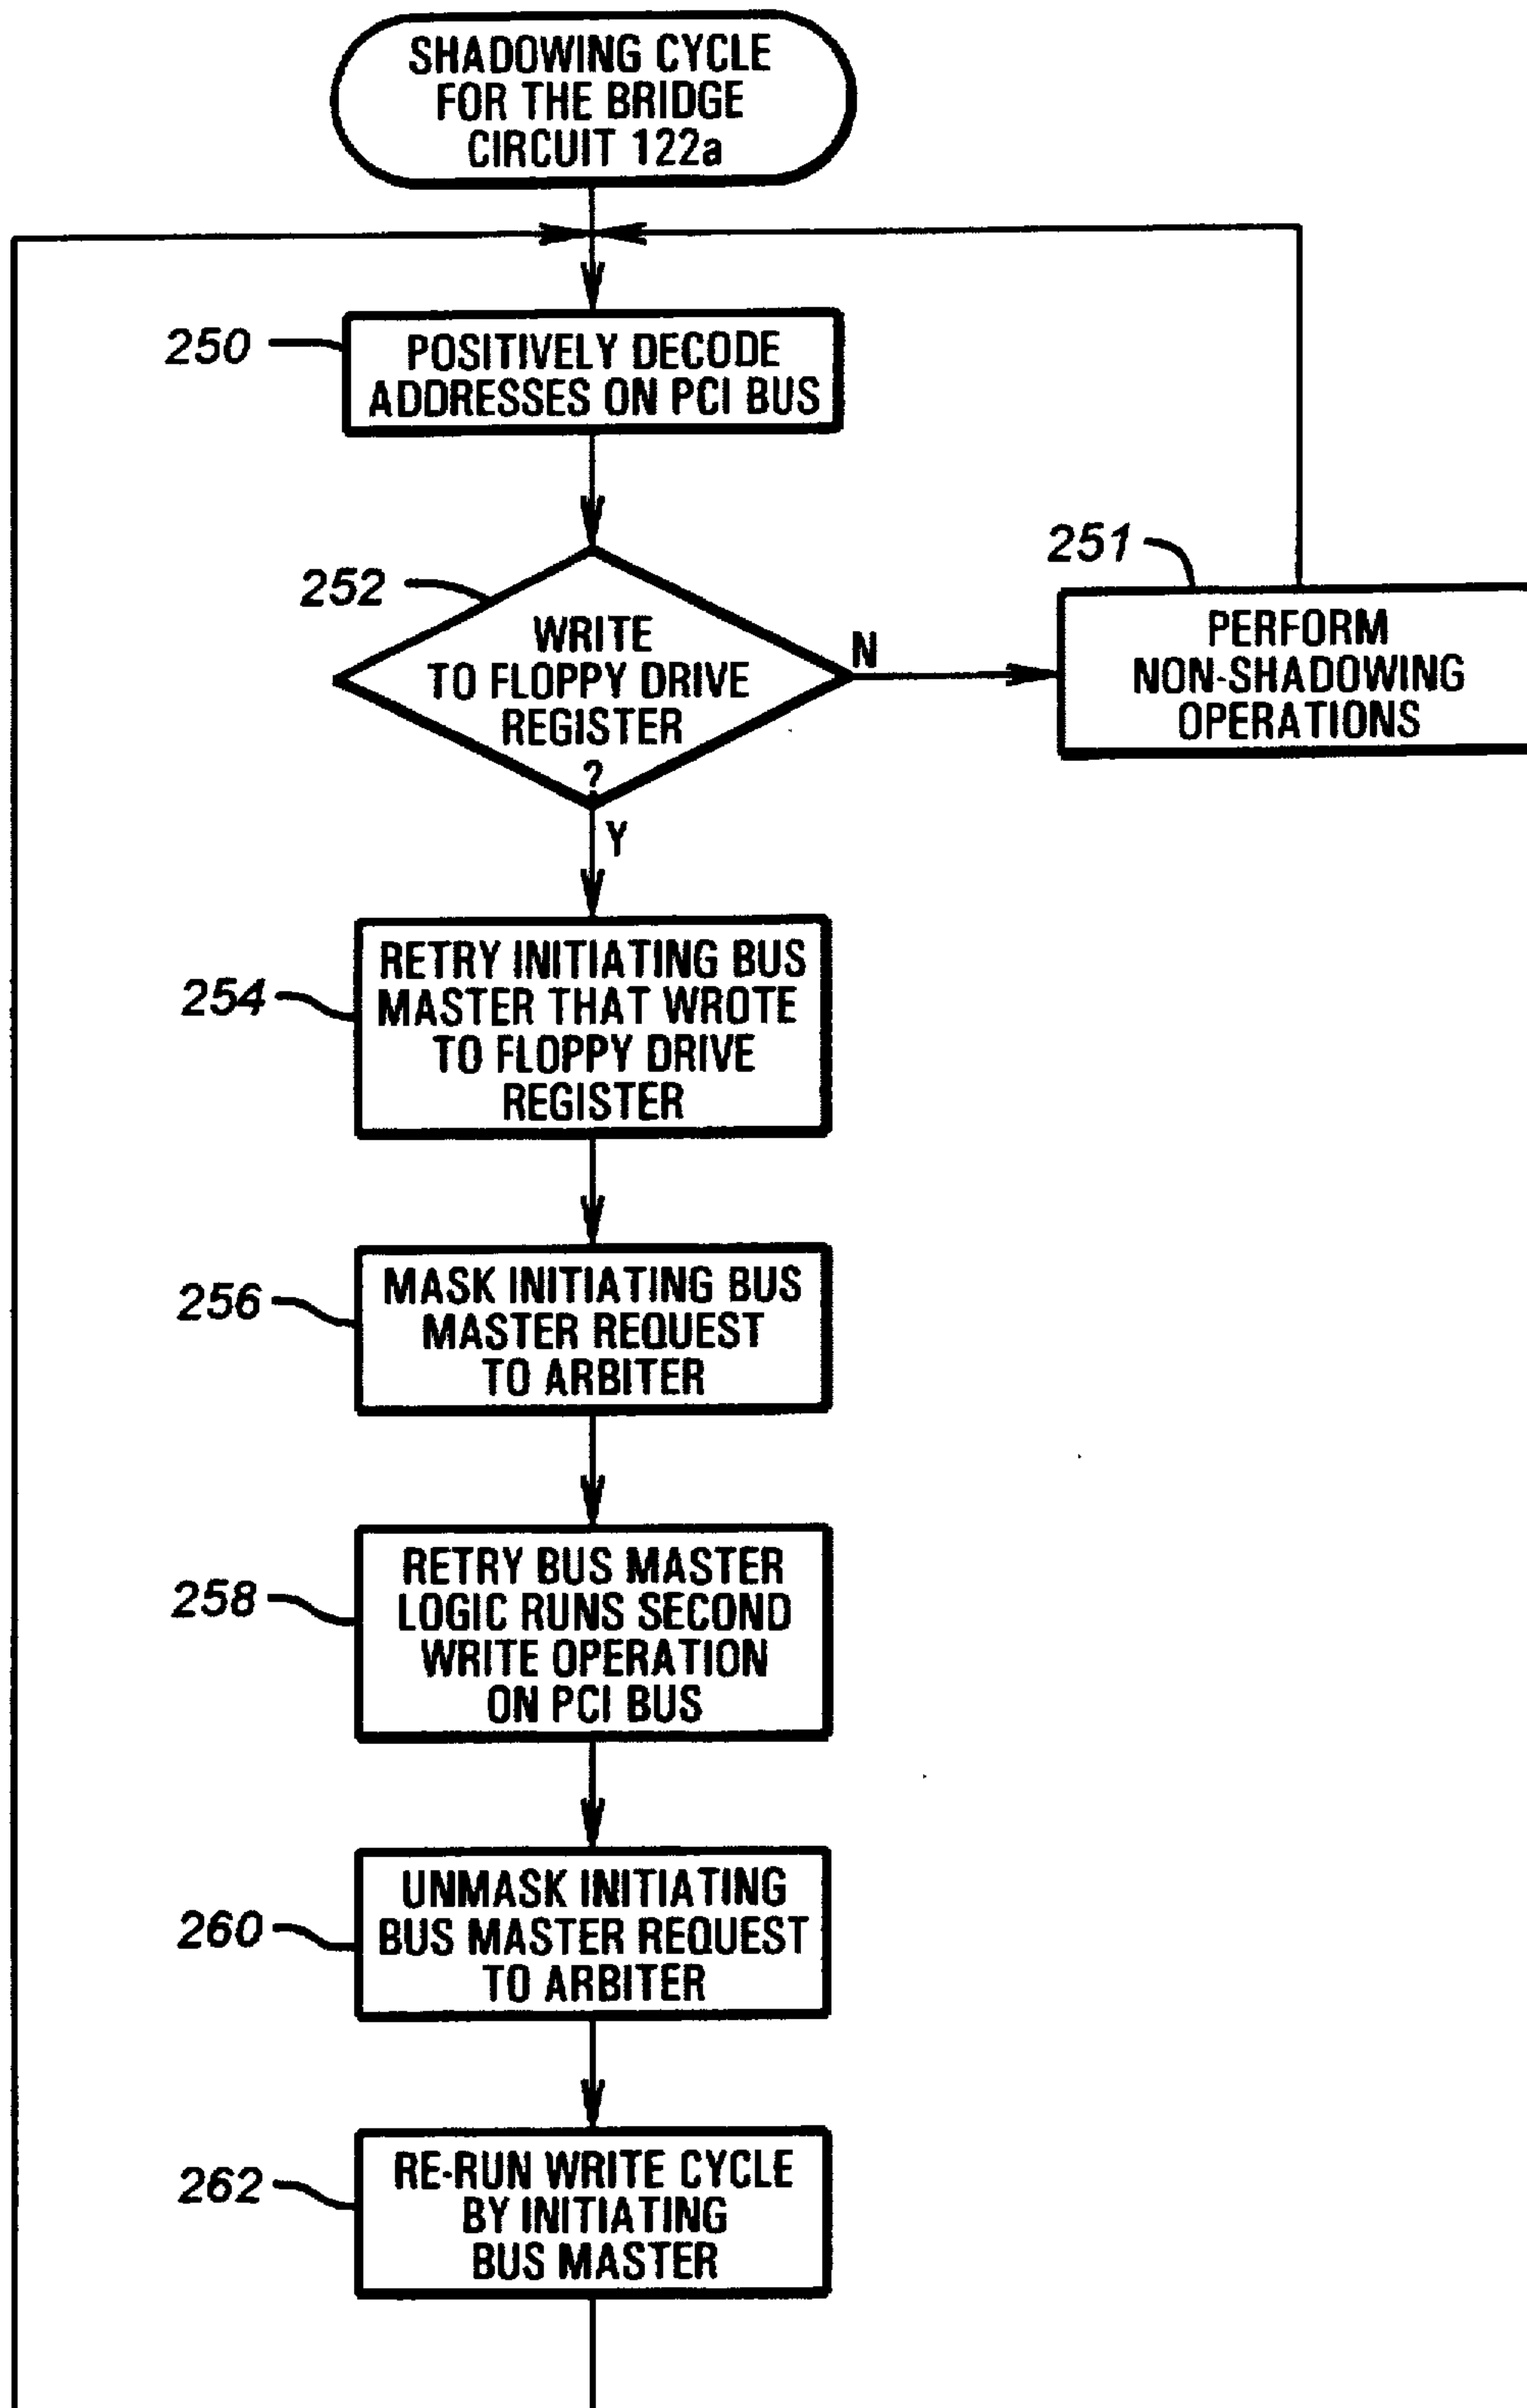 SHADOWING CYCLE
FOR THE BRIDGE
CIRCUIT 122a
250
POSITIVELY DECODE
ADDRESSES ON PCI BUS
252
WRITE
TO FLOPPY DRIVE
REGISTER
?
N
Y
251
PERFORM
NON-SHADOWING
OPERATIONS
254
RETRY INITIATING BUS
MASTER THAT WROTE
TO FLOPPY DRIVE
REGISTER
256
MASK INITIATING BUS
MASTER REQUEST
TO ARBITER
258
RETRY BUS MASTER
LOGIC RUNS SECOND
WRITE OPERATION
ON PCI BUS
260
UNMASK INITIATING
BUS MASTER REQUEST
TO ARBITER
262
RE-RUN WRITE CYCLE
BY INITIATING
BUS MASTER